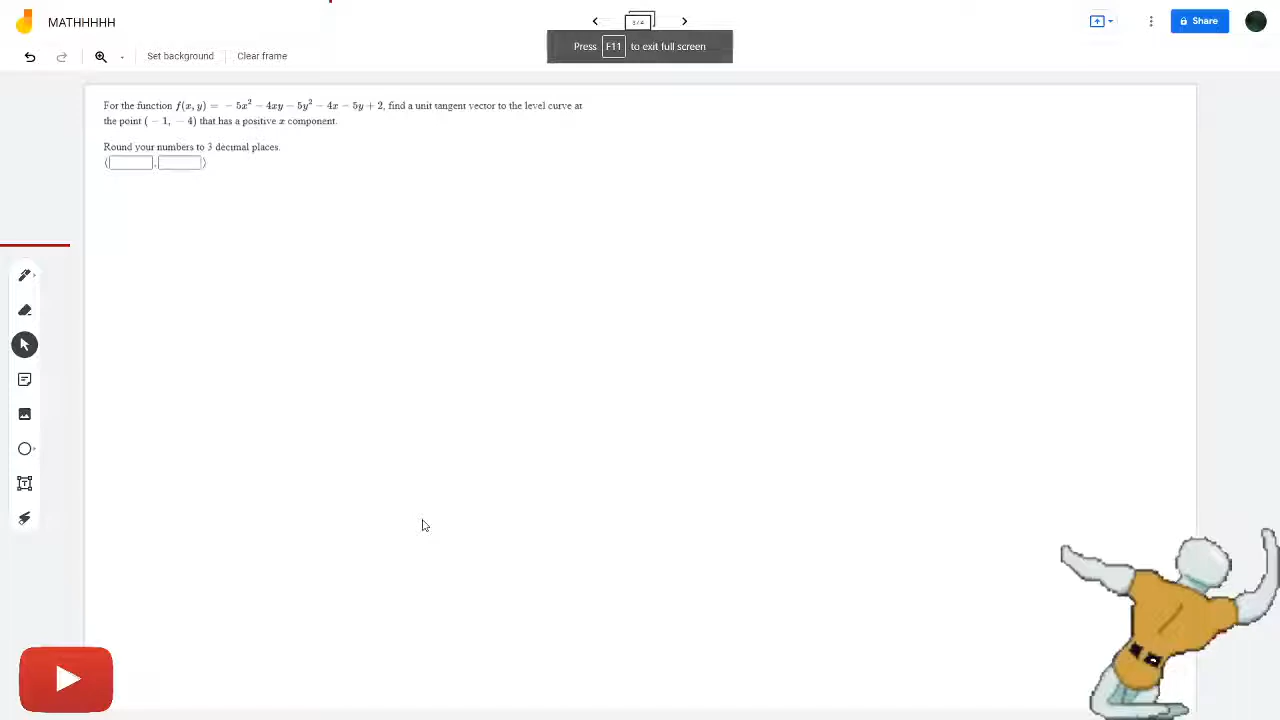 MATHHHHH
3 / 4
Share
Press F11 to exit full screen
Set background
Clear frame
For the function f(x, y) = − 5x² − 4xy − 5y² − 4x − 5y + 2, find a unit tangent vector to the level curve at
the point ( − 1, − 4) that has a positive x component.
Round your numbers to 3 decimal places.
( , )